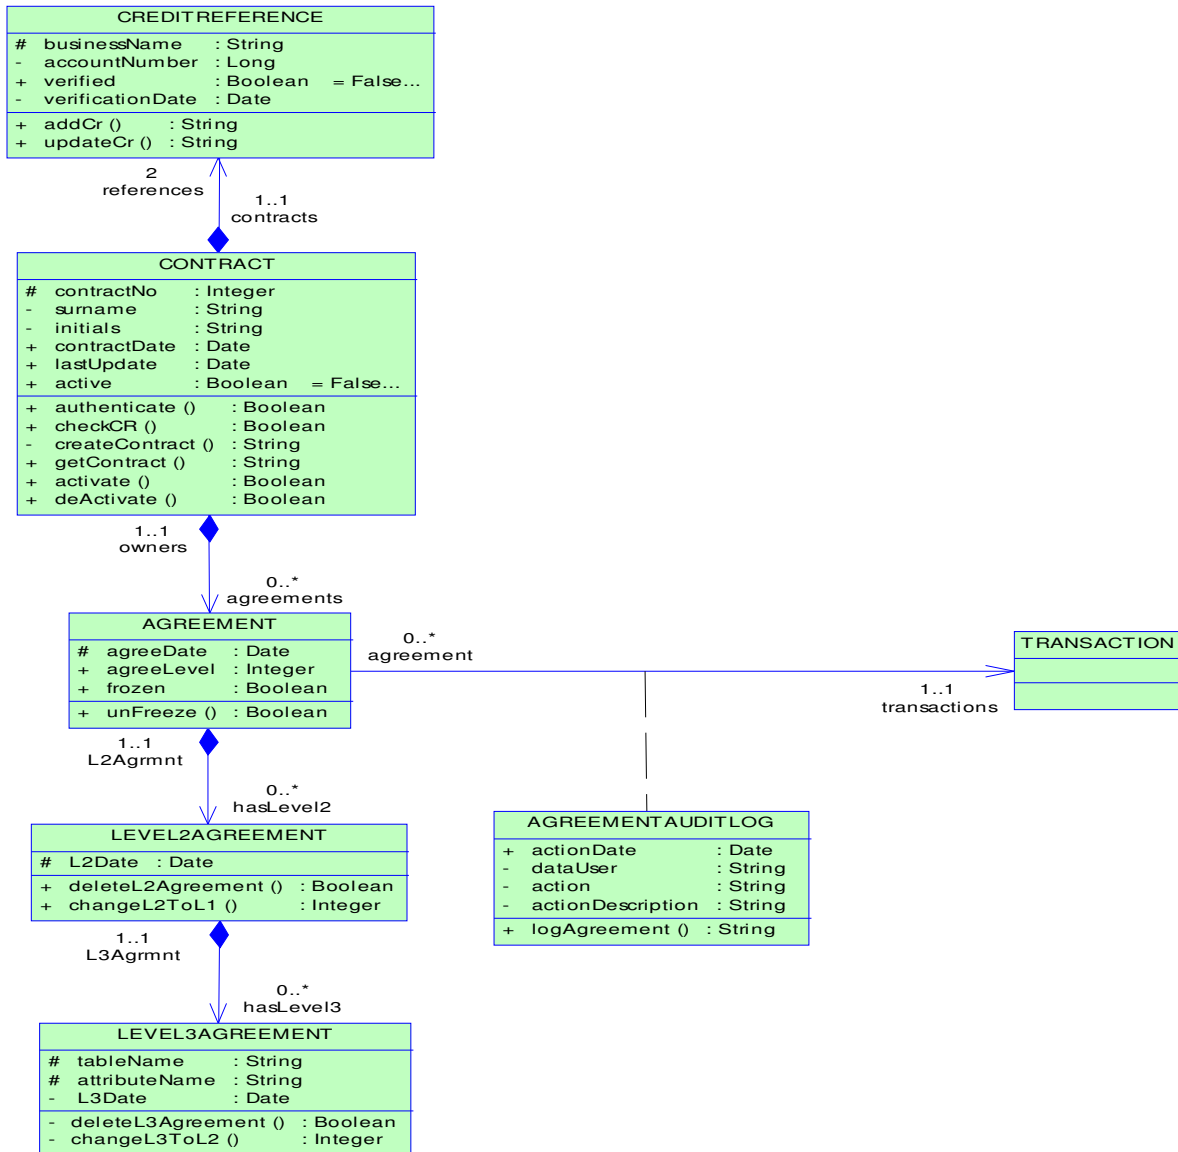 CREDITREFERENCE
# businessName : String
- accountNumber : Long
+ verified : Boolean = False...
- verificationDate : Date
+ addCr () : String
+ updateCr () : String
2
references
1..1
contracts
CONTRACT
# contractNo : Integer
- surname : String
- initials : String
+ contractDate : Date
+ lastUpdate : Date
+ active : Boolean = False...
+ authenticate () : Boolean
+ checkCR () : Boolean
- createContract () : String
+ getContract () : String
+ activate () : Boolean
+ deActivate () : Boolean
1..1
owners
0..*
agreements
AGREEMENT
# agreeDate : Date
+ agreeLevel : Integer
+ frozen : Boolean
+ unFreeze () : Boolean
0..*
agreement
1..1
transactions
TRANSACTION
1..1
L2Agrmnt
0..*
hasLevel2
LEVEL2AGREEMENT
# L2Date : Date
+ deleteL2Agreement () : Boolean
+ changeL2ToL1 () : Integer
AGREEMENTAUDITLOG
+ actionDate : Date
- dataUser : String
- action : String
- actionDescription : String
+ logAgreement () : String
1..1
L3Agrmnt
0..*
hasLevel3
LEVEL3AGREEMENT
# tableName : String
# attributeName : String
- L3Date : Date
- deleteL3Agreement () : Boolean
- changeL3ToL2 () : Integer